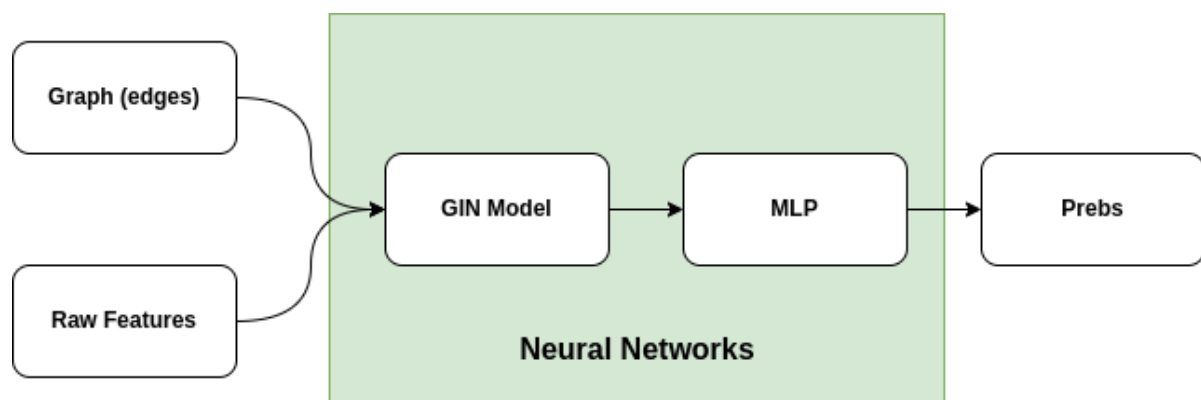 Graph (edges)
Raw Features
GIN Model
MLP
Prebs
Neural Networks